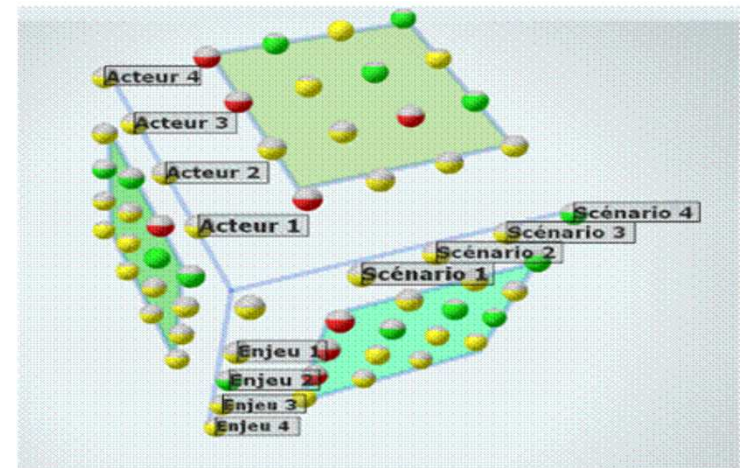 Acteur 4
Acteur 3
Acteur 2
Acteur 1
Scénario 4
Scénario 3
Scénario 2
Scénario 1
Enjeu 1
Enjeu 2
Enjeu 3
Enjeu 4